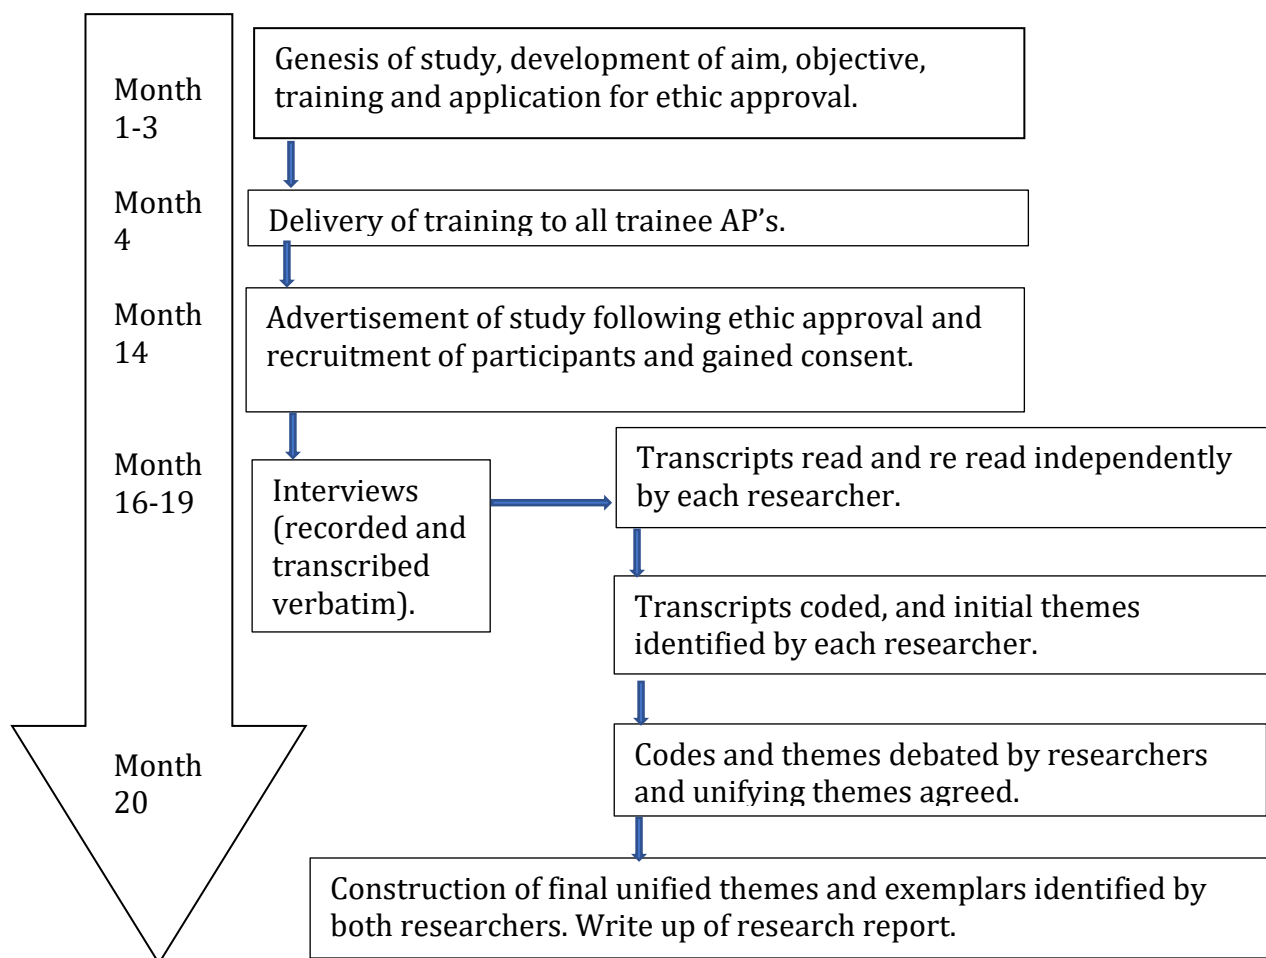 Month
1-3
Genesis of study, development of aim, objective,
training and application for ethic approval.
Month
4
Delivery of training to all trainee AP's.
Month
14
Advertisement of study following ethic approval and
recruitment of participants and gained consent.
Month
16-19
Interviews
(recorded and
transcribed
verbatim).
Transcripts read and re read independently
by each researcher.
Transcripts coded, and initial themes
identified by each researcher.
Month
20
Codes and themes debated by researchers
and unifying themes agreed.
Construction of final unified themes and exemplars identified by
both researchers. Write up of research report.